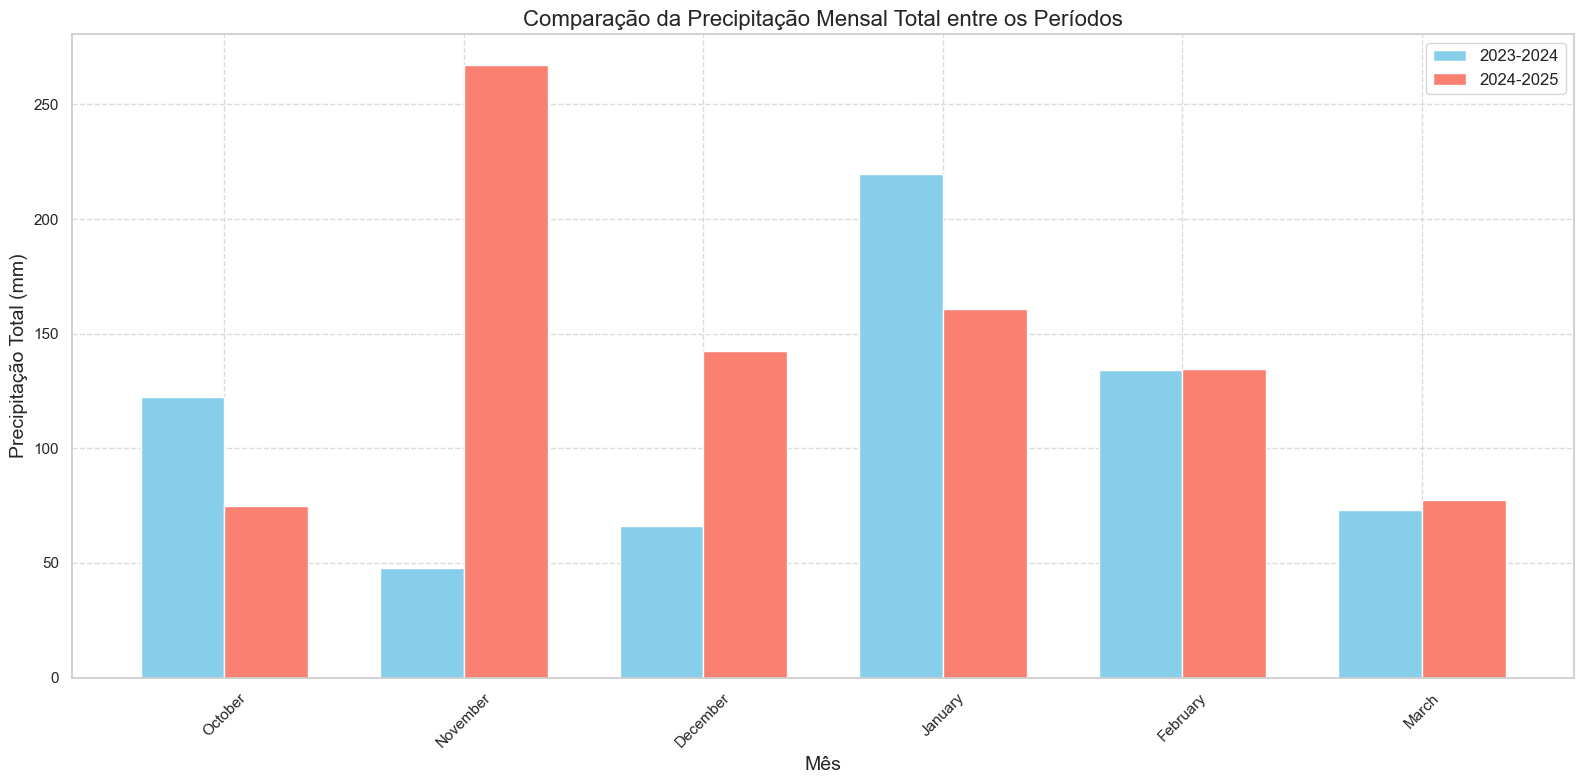 Comparação da Precipitação Mensal Total entre os Períodos
2023-2024
2024-2025
Precipitação Total (mm)
250
200
150
100
50
0
October
November
December
January
February
March
Mês